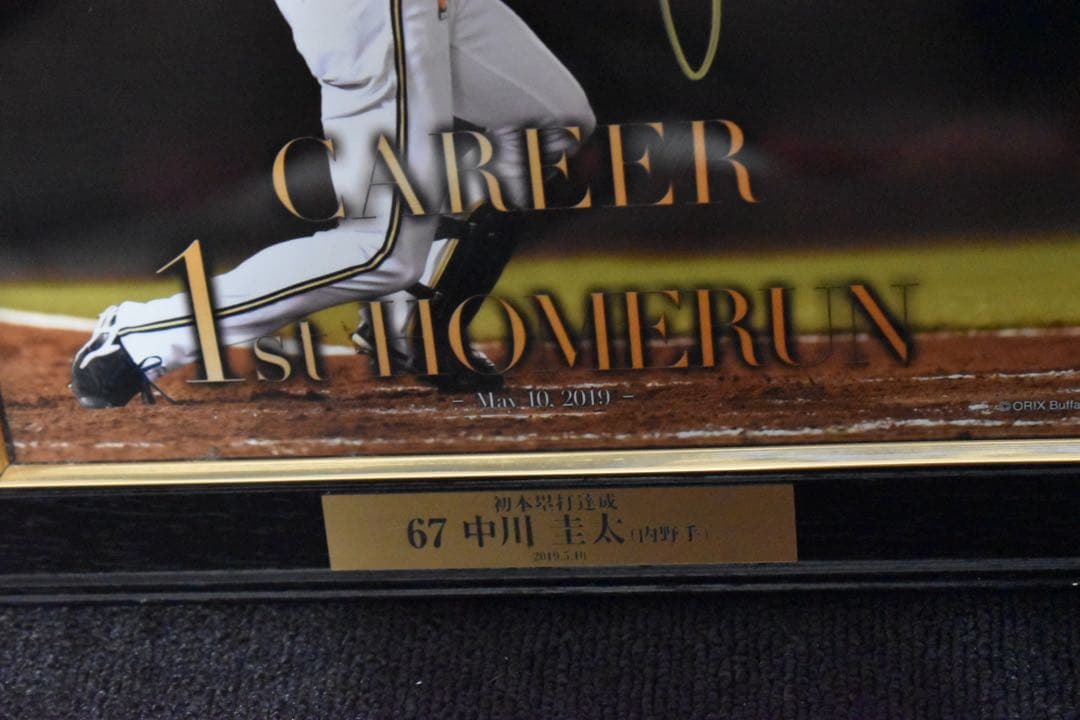 CAREER
1st HOMERUN
- May. 10. 2019 -
©ORIX Buffa
初本塁打達成
67 中川 圭太 (内野手)
2019.5.10